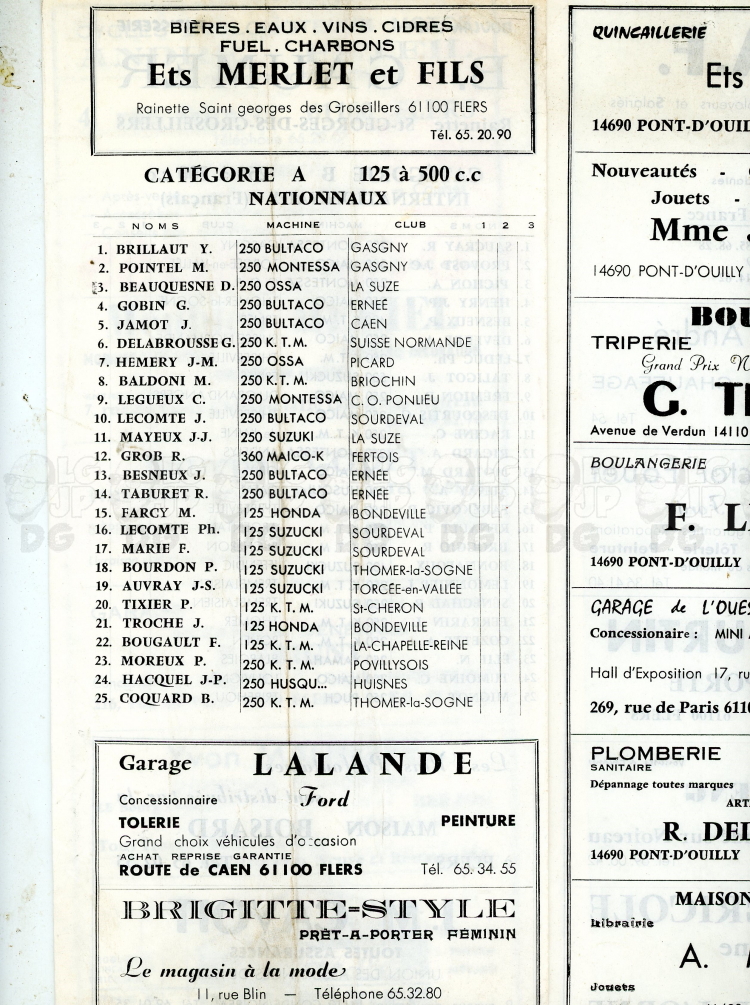 BIÈRES . EAUX . VINS . CIDRES
FUEL . CHARBONS
Ets MERLET et FILS
Rainette Saint georges des Groseillers 61100 FLERS
Tél. 65. 20.90
CATÉGORIE A 125 à 500 c.c
NATIONNAUX
NOMS MACHINE CLUB 1 2 3
1. BRILLAUT Y. 250 BULTACO GASGNY
2. POINTEL M. 250 MONTESSA GASGNY
3. BEAUQUESNE D. 250 OSSA LA SUZE
4. GOBIN G. 250 BULTACO ERNEÉ
5. JAMOT J. 250 BULTACO CAEN
6. DELABROUSSE G. 250 K. T.M. SUISSE NORMANDE
7. HEMERY J-M. 250 OSSA PICARD
8. BALDONI M. 250 K. T. M. BRIOCHIN
9. LEGUEUX C. 250 MONTESSA C. O. PONLIEU
10. LECOMTE J. 250 BULTACO SOURDEVAL
11. MAYEUX J-J. 250 SUZUKI LA SUZE
12. GROB R. 360 MAICO-K FERTOIS
13. BESNEUX J. 250 BULTACO ERNÉE
14. TABURET R. 250 BULTACO ERNÉE
15. FARCY M. 125 HONDA BONDEVILLE
16. LECOMTE Ph. 125 SUZUCKI SOURDEVAL
17. MARIE F. 125 SUZUCKI SOURDEVAL
18. BOURDON P. 125 SUZUCKI THOMER-la-SOGNE
19. AUVRAY J-S. 125 SUZUCKI TORCÉE-en-VALLÉE
20. TIXIER P. 125 K. T. M. St-CHERON
21. TROCHE J. 125 HONDA BONDEVILLE
22. BOUGAULT F. 125 K. T. M. LA-CHAPELLE-REINE
23. MOREUX P. 250 K. T. M. POVILLYSOIS
24. HACQUEL J-P. 250 HUSQU... HUISNES
25. COQUARD B. 250 K. T. M. THOMER-la-SOGNE
Garage LALANDE
Concessionnaire Ford
TOLERIE PEINTURE
Grand choix véhicules d'occasion
ACHAT REPRISE GARANTIE
ROUTE de CAEN 61100 FLERS Tél. 65. 34. 55
BRIGITTE=STYLE
PRÊT-A-PORTER FÉMININ
Le magasin à la mode
11, rue Blin — Téléphone 65.32.80
QUINCAILLERIE
Ets
14690 PONT-D'OUIL
Nouveautés -
Jouets -
Mme
14690 PONT-D'OUILLY
BOU
TRIPERIE
Grand Prix
G. T
Avenue de Verdun 14110
BOULANGERIE
F. L
14690 PONT-D'OUILLY
GARAGE de L'OUES
Concessionaire : MINI
Hall d'Exposition 17, ru
269, rue de Paris 6110
PLOMBERIE
SANITAIRE
Dépannage toutes marques
ART
R. DEL
14690 PONT-D'OUILLY
MAISON
Librairie
A.
Jouets